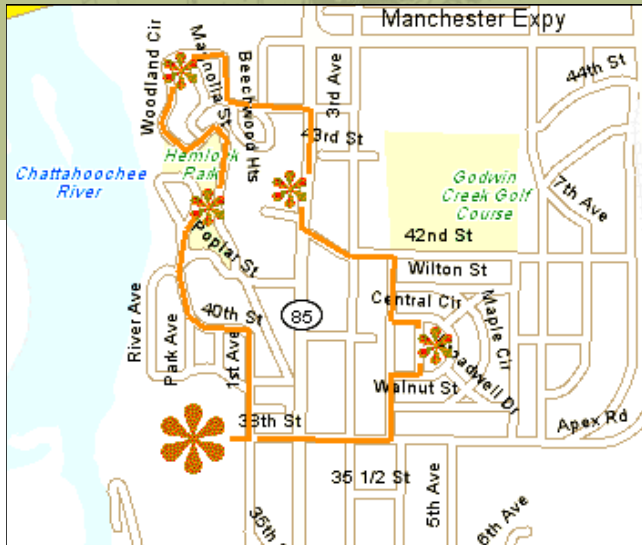 Manchester Expy
Woodland Cir
Magnolia St
Beechwood Hts
3rd Ave
44th St
43rd St
Hemlock
Park
Chattahoochee
River
Godwin
Creek Golf
Course
7th Ave
42nd St
Poplar St
Wilton St
Central Cir
Maple Cir
River Ave
Park Ave
40th St
1st Ave
85
Walnut St
Apex Rd
38th St
35 1/2 St
35th St
5th Ave
6th Ave